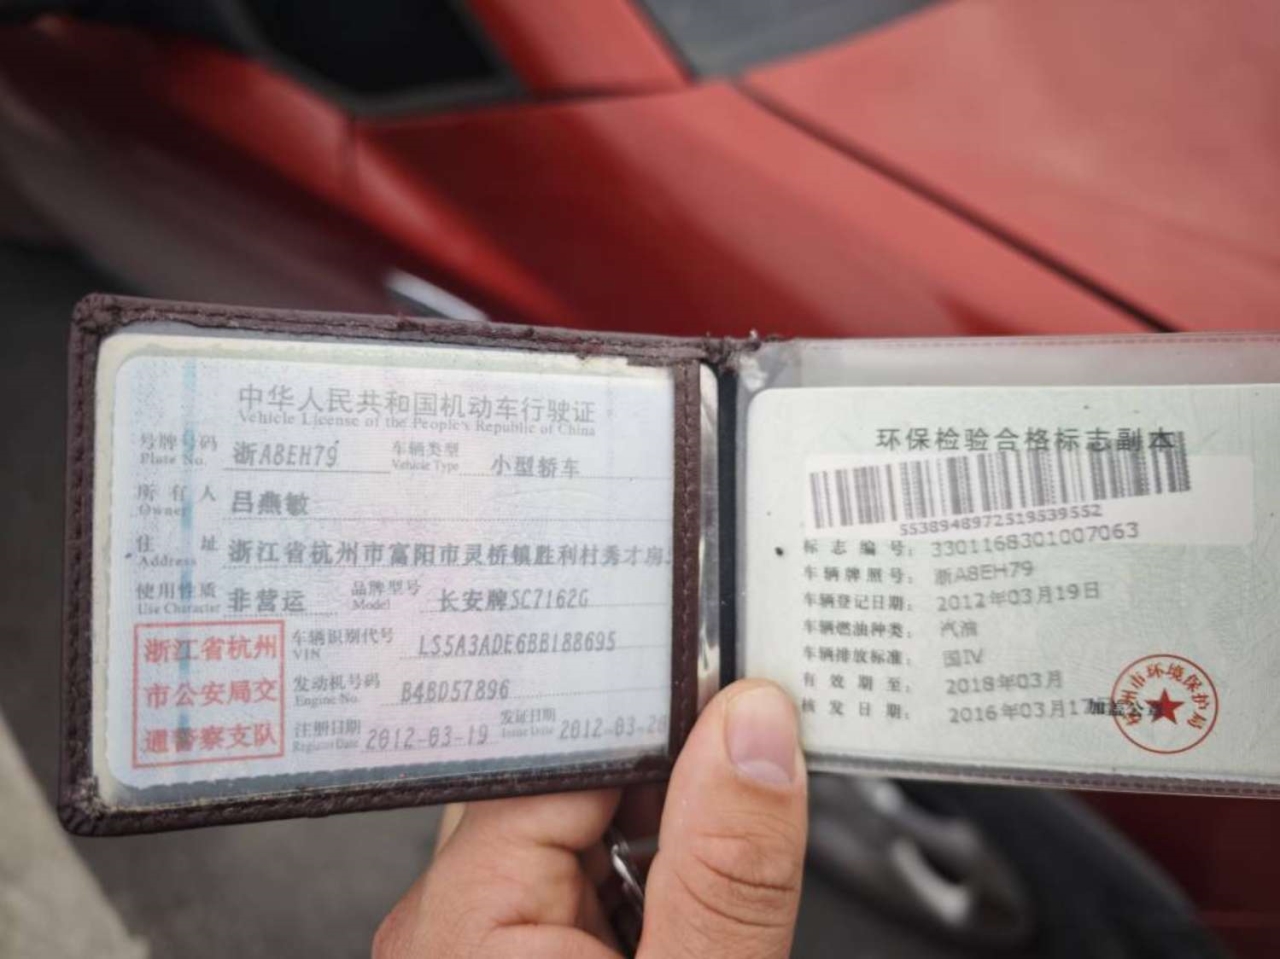 中华人民共和国机动车行驶证
Vehicle License of the People's Republic of China
号牌号码 浙A8EH79 车辆类型 小型轿车
Plate No. Vehicle Type
所有人 吕燕敏
Owner
住址 浙江省杭州市富阳市灵桥镇胜利村秀才房
Address
使用性质 非营运 品牌型号 长安牌SC7162G
Use Character Model
车辆识别代号 LS5A3ADE6BB188695
VIN
发动机号码 B4BD57896
Engine No.
注册日期 2012-03-19 发证日期 2012-03-28
Register Date Issue Date
浙江省杭州
市公安局交
通警察支队
环保检验合格标志副本
5538948972519539552
标志编号: 33011683010070​63
车辆牌照号: 浙A8EH79
车辆登记日期: 2012年03月19日
车辆燃油种类: 汽油
车辆排放标准: 国IV
有效期至: 2018年03月
核发日期: 2016年03月1
加盖公章
州市环境保护局